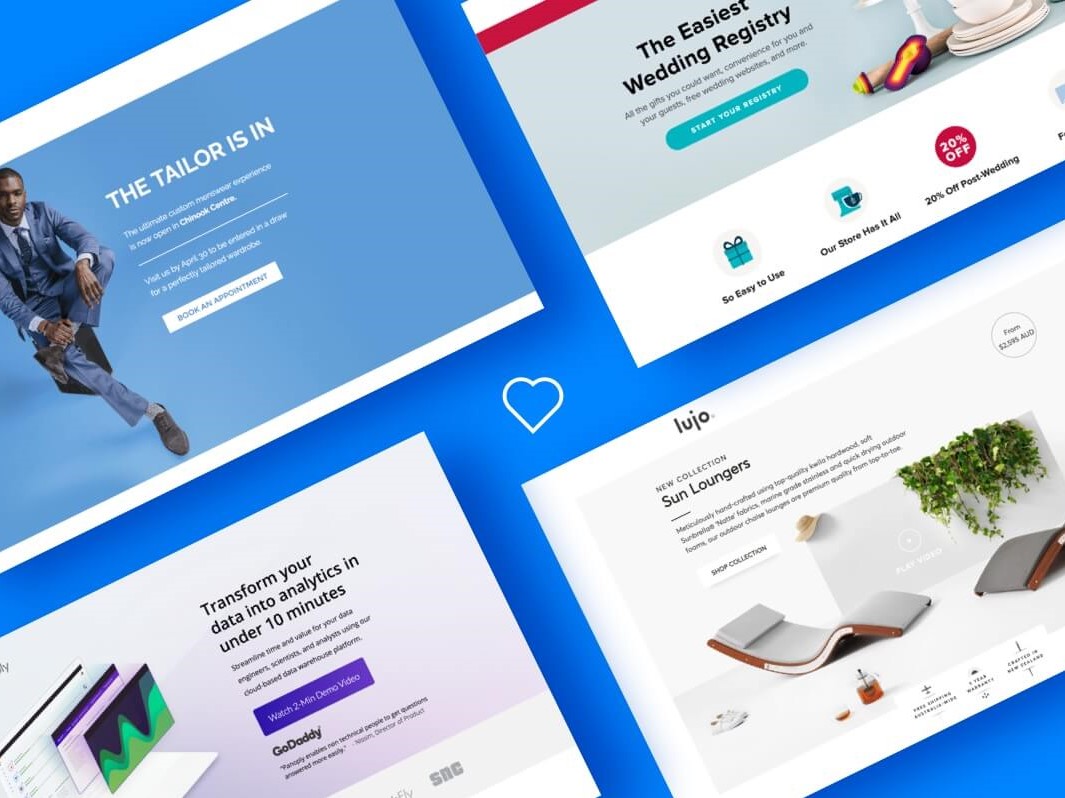 THE TAILOR IS IN
The ultimate custom menswear experience
is now open in Chinook Centre.
Visit us by April 30 to be entered in a draw
for a perfectly tailored wardrobe.
BOOK AN APPOINTMENT
The Easiest
Wedding Registry
All the gifts you could want, convenience for you and
your guests, free wedding websites, and more.
START YOUR REGISTRY
So Easy to Use
Our Store Has It All
20%
OFF
20% Off Post-Wedding
Transform your
data into analytics in
under 10 minutes
Streamline time and value for your data
engineers, scientists, and analysts using our
cloud-based data warehouse platform.
Watch 2-Min Demo Video
GoDaddy
"Panoply enables non technical people to get questions
answered more easily." - Nissim, Director of Product
snc
lujo
From
$2,595 AUD
NEW COLLECTION
Sun Loungers
Meticulously hand-crafted using top-quality kwila hardwood, soft
Sunbrella® 'Natte' fabrics, marine grade stainless and quick drying outdoor
foams, our outdoor chaise lounges are premium quality from top-to-toe.
SHOP COLLECTION
PLAY VIDEO
FREE SHIPPING
AUSTRALIA-WIDE
WARRANTY
CRAFTED IN
NEW ZEALAND